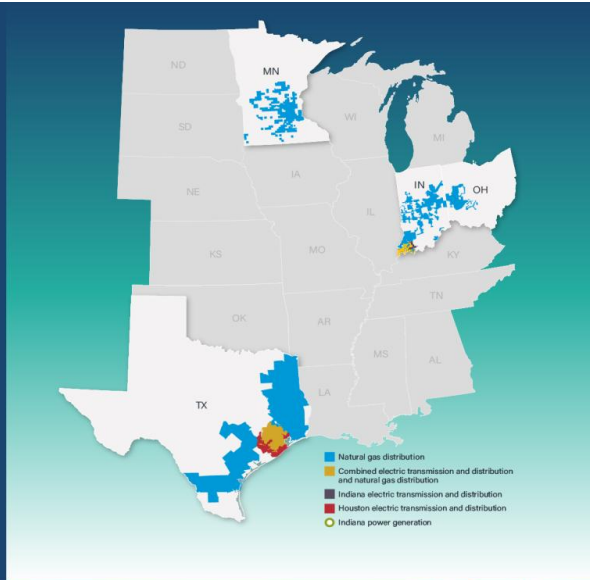 ND
MN
SD
WI
MI
NE
IA
IL
IN
OH
KS
MO
KY
OK
AR
TN
TX
LA
MS
AL
Natural gas distribution
Combined electric transmission and distribution
and natural gas distribution
Indiana electric transmission and distribution
Houston electric transmission and distribution
Indiana power generation